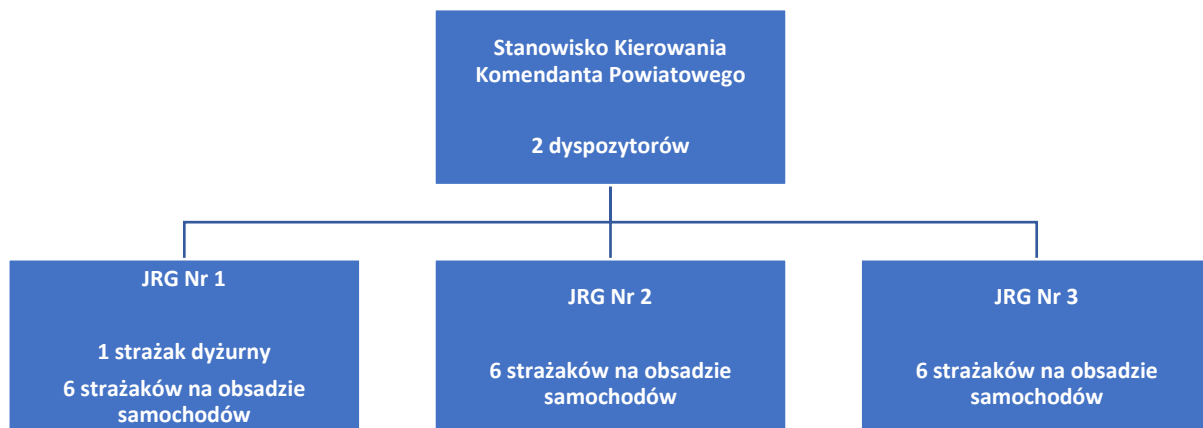 Stanowisko Kierowania
Komendanta Powiatowego
2 dyspozytorów
JRG Nr 1
1 strażak dyżurny
6 strażaków na obsadzie
samochodów
JRG Nr 2
6 strażaków na obsadzie
samochodów
JRG Nr 3
6 strażaków na obsadzie
samochodów